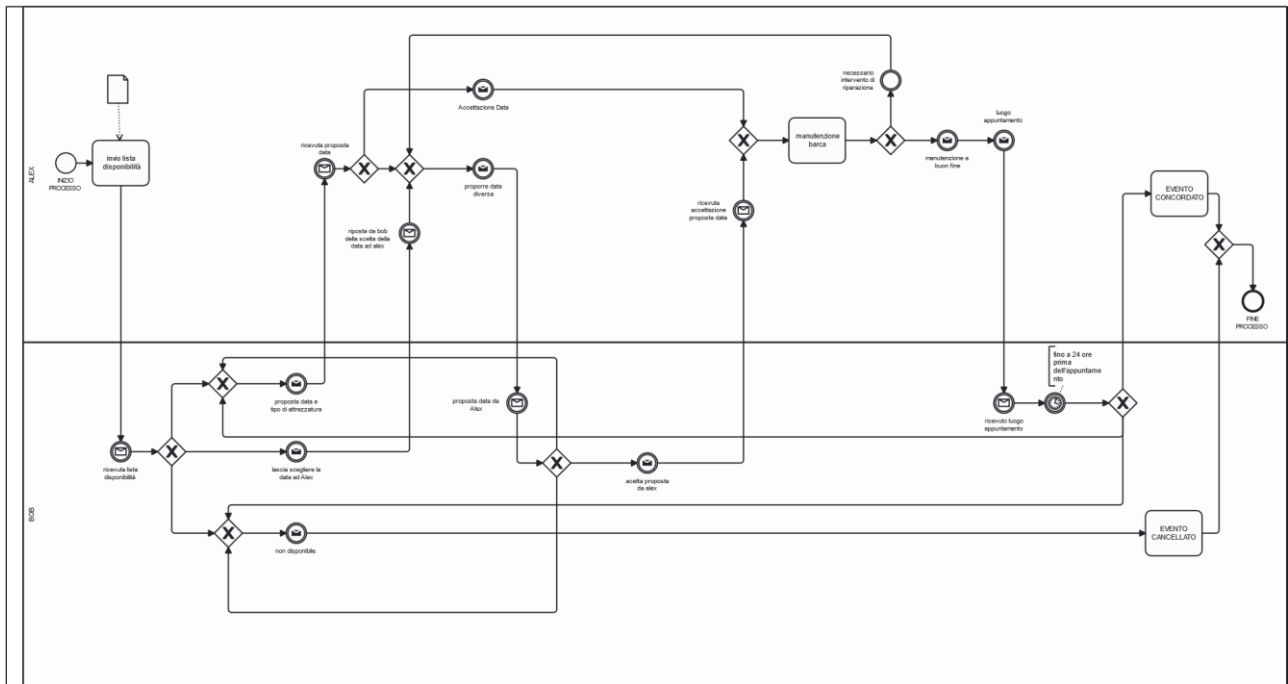 ALEX
INIZIO
PROCESSO
invio lista
disponibilità
ricevuta proposta
data
Accettazione Data
proporre data
diversa
riposta da bob
della scelta della
data ad alex
ricevuta
accettazione
proposta data
manutenzione
barca
necessario
intervento di
riparazione
manutenzione a
buon fine
luogo
appuntamento
EVENTO
CONCORDATO
FINE
PROCESSO
BOB
ricevuta lista
disponibilità
proposta data e
tipo di attrezzatura
lascia scegliere la
data ad Alex
non disponibile
proposta data da
Alex
acetta proposta
da alex
ricevuto luogo
appuntamento
fino a 24 ore
prima
dell'appuntame
nto
EVENTO
CANCELLATO